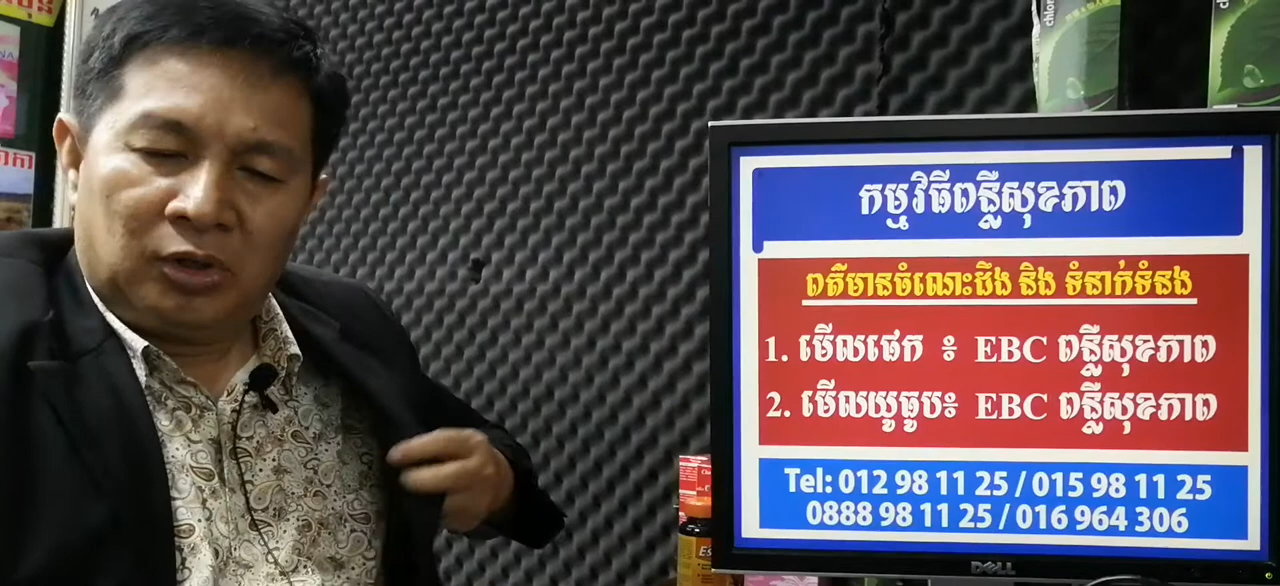 កម្មវិធីពន្លឺសុខភាព
ពត៌មានចំណេះដឹង និង ទំនាក់ទំនង
1. មើលផេក ៖ EBC ពន្លឺសុខភាព
2. មើលយូធូប៖ EBC ពន្លឺសុខភាព
Tel: 012 98 11 25 / 015 98 11 25
0888 98 11 25 / 016 964 306
DELL